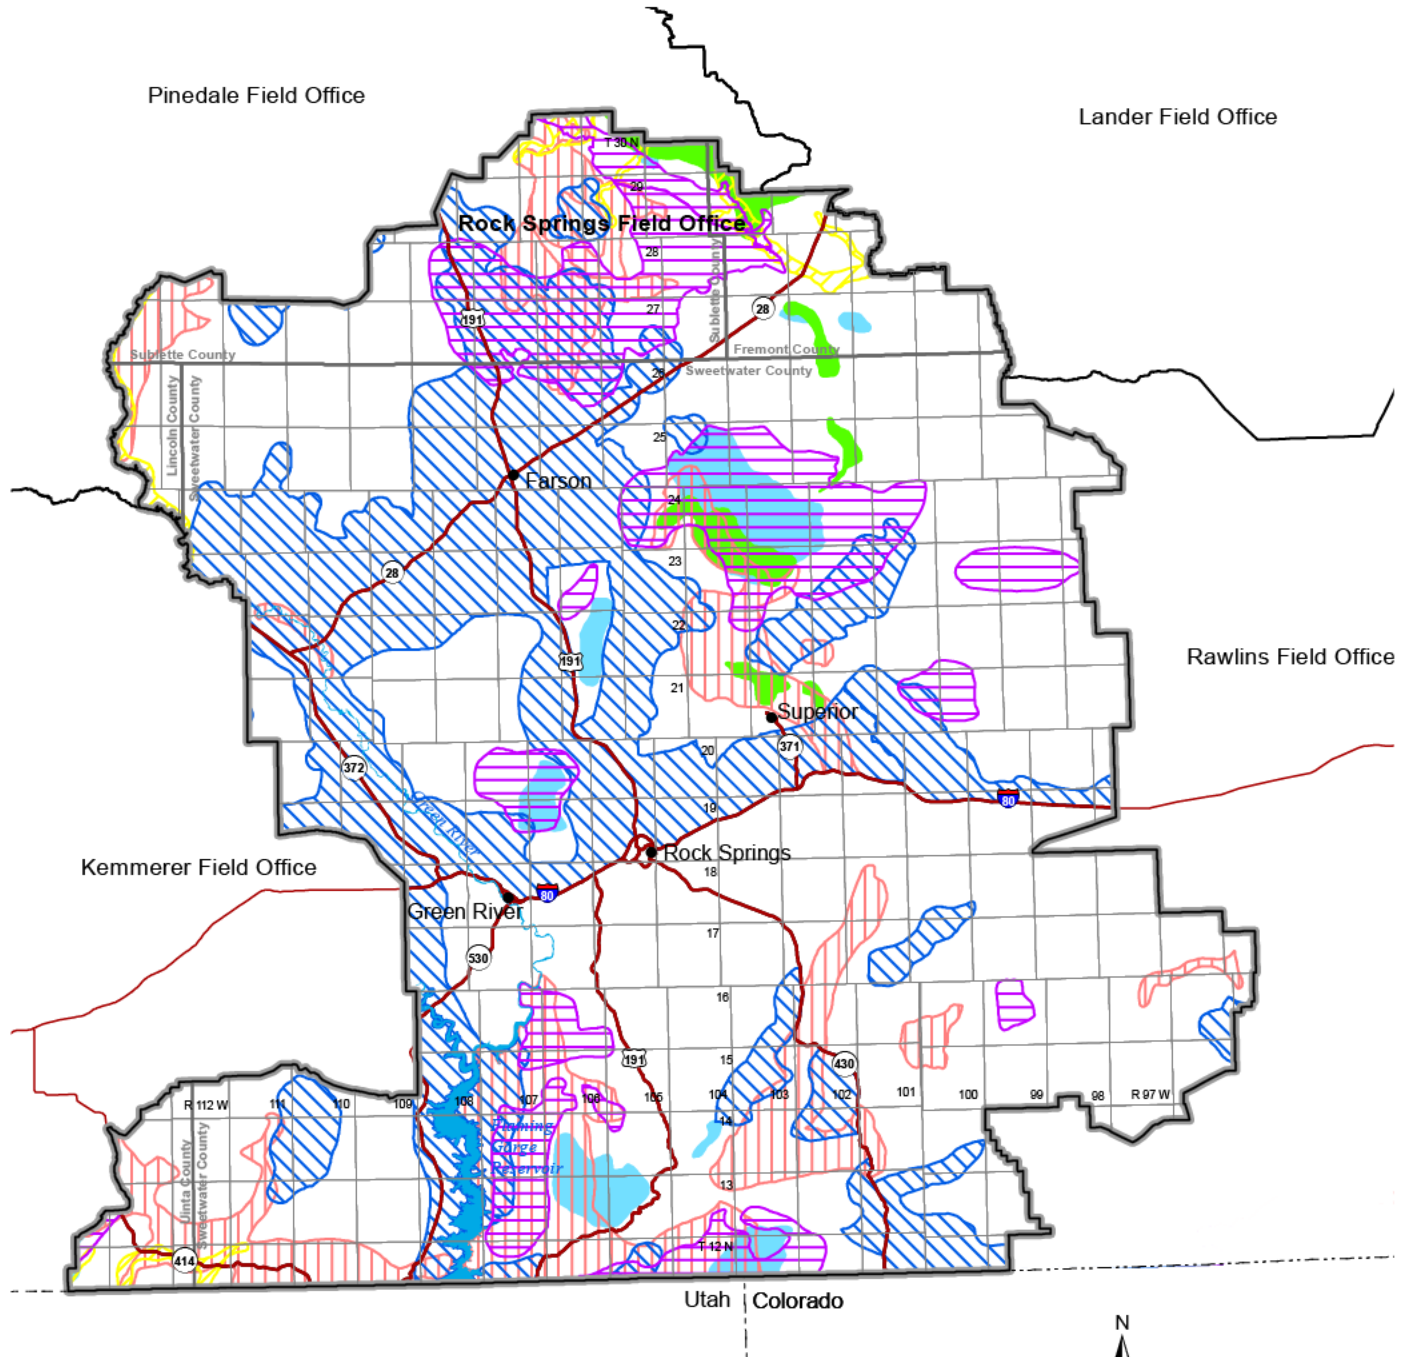 Pinedale Field Office
Lander Field Office
T 30 N
29
Rock Springs Field Office
28
Sublette County
27
28
191
Sublette County
Fremont County
Sweetwater County
26
Lincoln County
Sweetwater County
25
Farson
24
23
28
22
191
21
Rawlins Field Office
Superior
20
371
372
19
80
Green River
Rock Springs
Kemmerer Field Office
18
80
Green River
17
530
16
15
191
430
R 112 W
111
110
109
108
107
106
105
104
103
102
101
100
99
98
R 97 W
14
Flaming
Gorge
Reservoir
Uinta County
Sweetwater County
13
T 12 N
414
Utah
Colorado
N